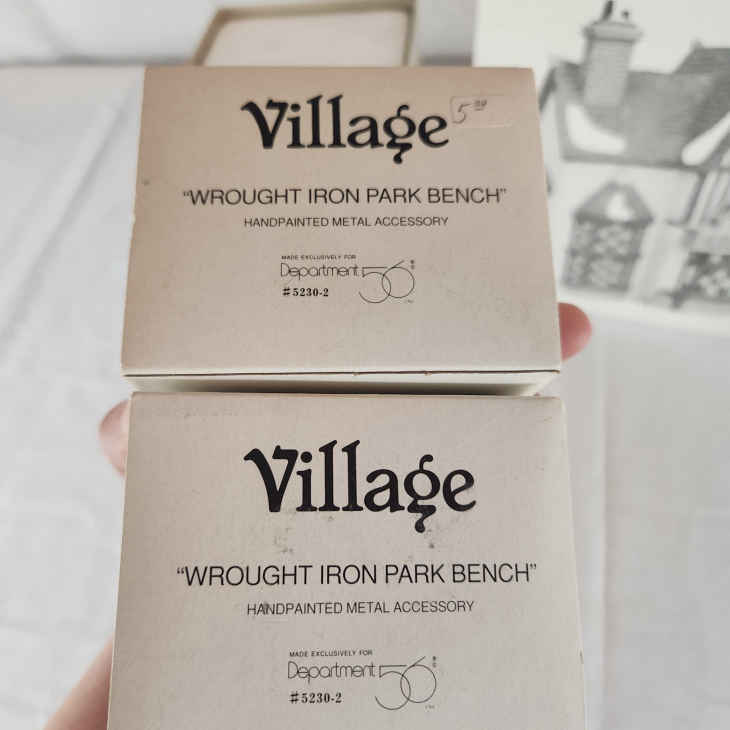 Village
5.00
"WROUGHT IRON PARK BENCH"
HANDPAINTED METAL ACCESSORY
MADE EXCLUSIVELY FOR
Department 56
#5230-2
Village
"WROUGHT IRON PARK BENCH"
HANDPAINTED METAL ACCESSORY
MADE EXCLUSIVELY FOR
Department 56
#5230-2